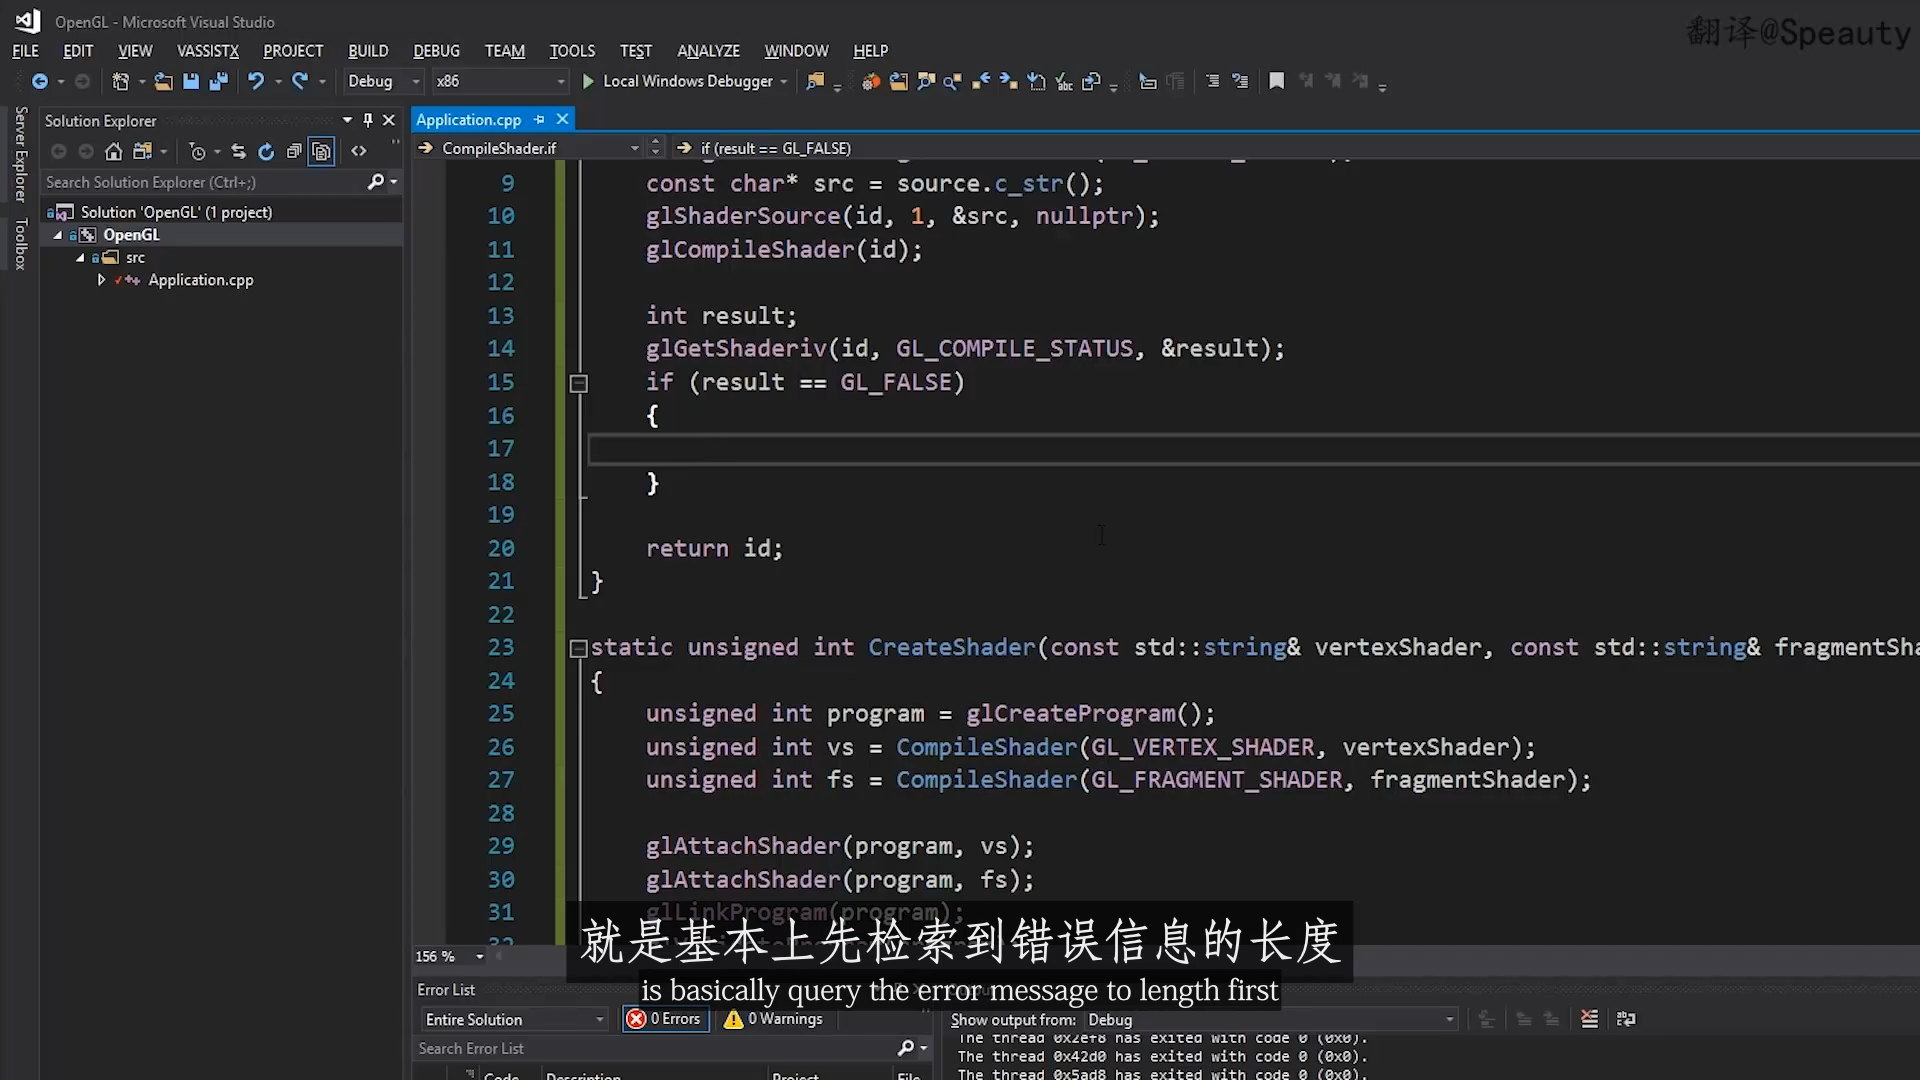 OpenGL - Microsoft Visual Studio
翻译@Speauty
FILE EDIT VIEW VASSISTX PROJECT BUILD DEBUG TEAM TOOLS TEST ANALYZE WINDOW HELP
Debug x86 Local Windows Debugger
Server Explorer
Toolbox
Solution Explorer
Search Solution Explorer (Ctrl+;)
Solution 'OpenGL' (1 project)
OpenGL
src
Application.cpp
Application.cpp
CompileShader.if if (result == GL_FALSE)
9 const char* src = source.c_str();
10 glShaderSource(id, 1, &src, nullptr);
11 glCompileShader(id);
12
13 int result;
14 glGetShaderiv(id, GL_COMPILE_STATUS, &result);
15 if (result == GL_FALSE)
16 {
17
18 }
19
20 return id;
21 }
22
23 static unsigned int CreateShader(const std::string& vertexShader, const std::string& fragmentSha
24 {
25 unsigned int program = glCreateProgram();
26 unsigned int vs = CompileShader(GL_VERTEX_SHADER, vertexShader);
27 unsigned int fs = CompileShader(GL_FRAGMENT_SHADER, fragmentShader);
28
29 glAttachShader(program, vs);
30 glAttachShader(program, fs);
31 glLinkProgram(program);
就是基本上先检索到错误信息的长度
is basically query the error message to length first
156 %
Error List
Entire Solution 0 Errors 0 Warnings
Search Error List
Code Description Project File
Show output from: Debug
The thread 0x2ef8 has exited with code 0 (0x0).
The thread 0x42d0 has exited with code 0 (0x0).
The thread 0x5ad8 has exited with code 0 (0x0).